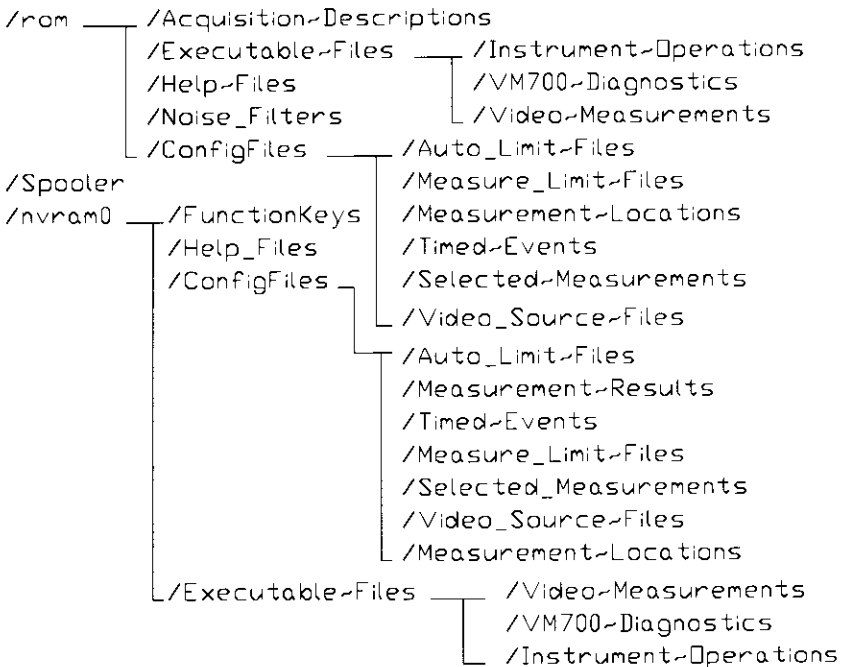 /rom /Acquisition~Descriptions
/Executable~Files /Instrument~Operations
/Help~Files /VM700~Diagnostics
/Noise_Filters /Video~Measurements
/ConfigFiles /Auto_Limit~Files
/Spooler /Measure_Limit~Files
/nvram0 /FunctionKeys /Measurement~Locations
/Help_Files /Timed~Events
/ConfigFiles /Selected~Measurements
/Video_Source~Files
/Auto_Limit~Files
/Measurement~Results
/Timed~Events
/Measure_Limit~Files
/Selected_Measurements
/Video_Source~Files
/Measurement~Locations
/Executable~Files /Video~Measurements
/VM700~Diagnostics
/Instrument~Operations